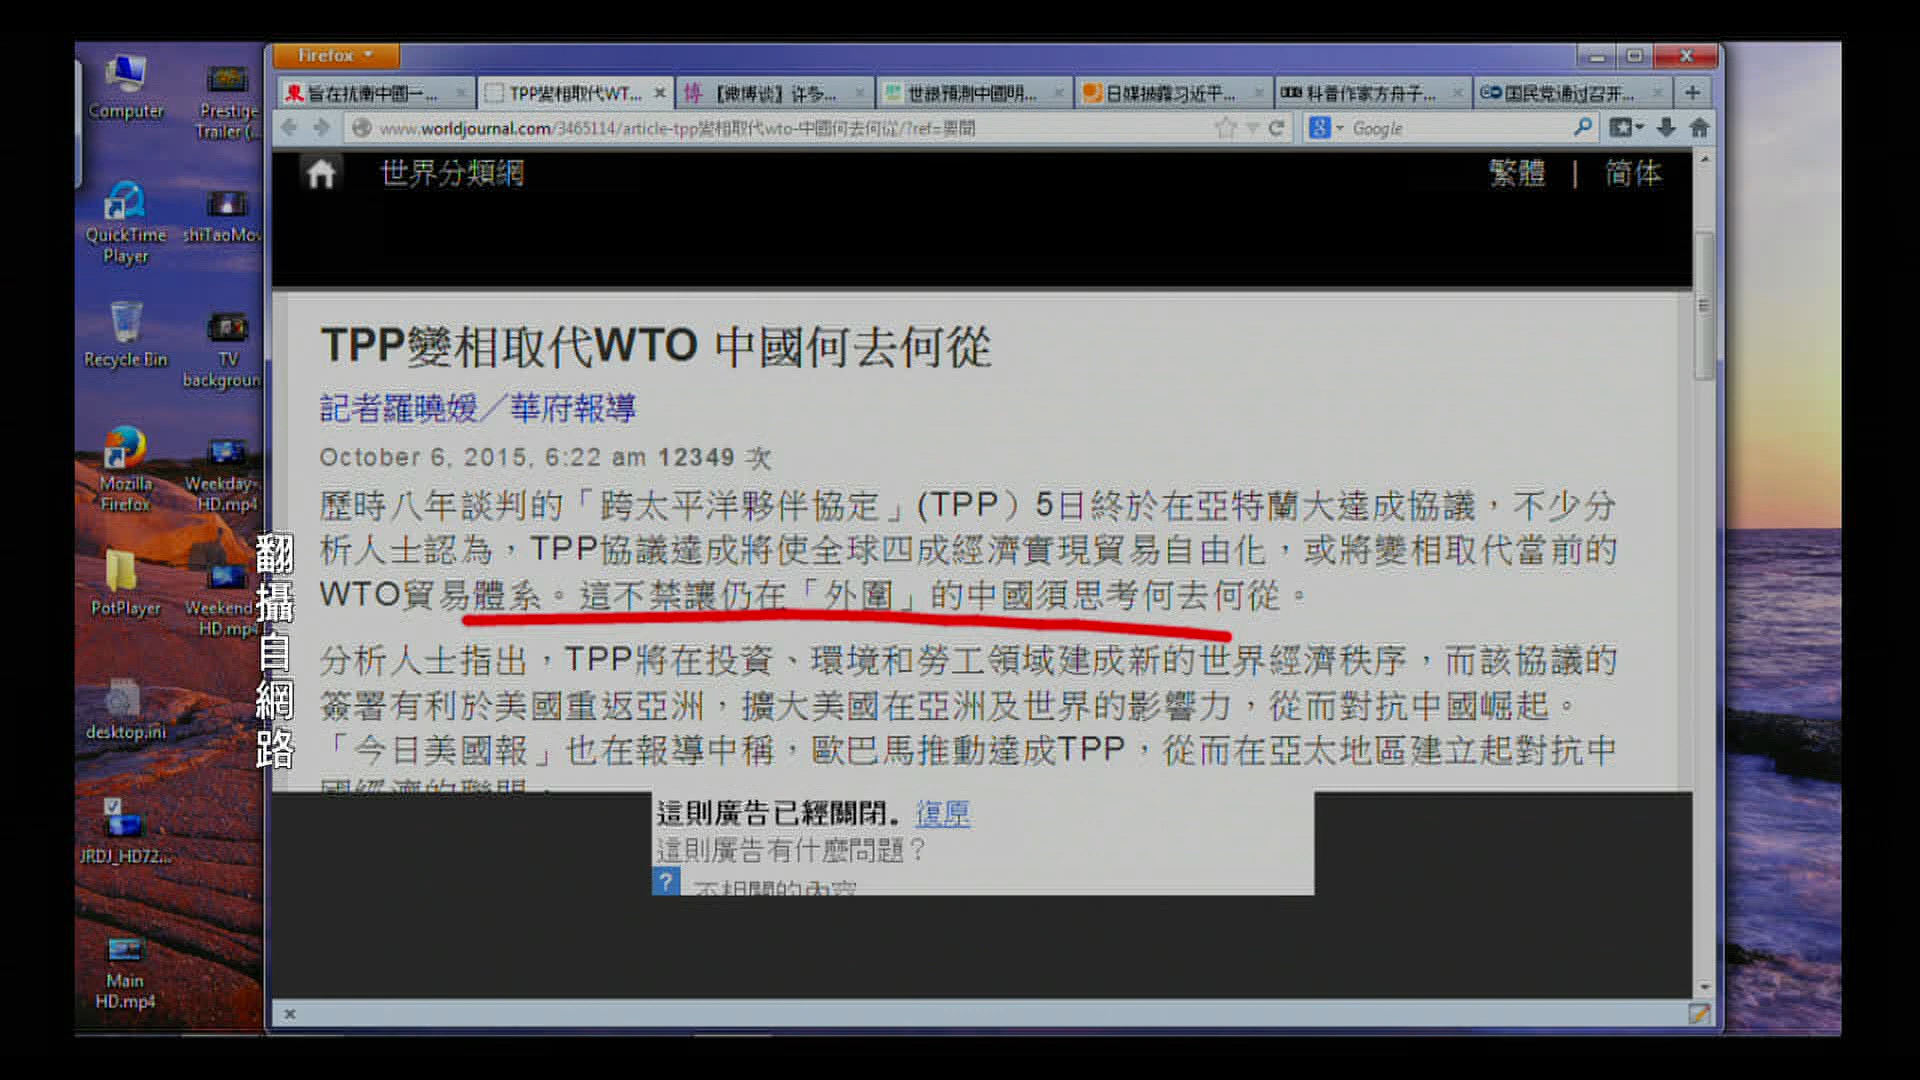 Firefox
旨在抗衡中國一...
TPP變相取代WT...
博 【微博谈】许多...
世銀預測中國明...
日媒披露习近平...
BBC 科普作家方舟子...
国民党通过召开...
www.worldjournal.com/3465114/article-tpp變相取代wto-中國何去何從/?ref=要聞
Google
世界分類網
繁體 | 简体
TPP變相取代WTO 中國何去何從
記者羅曉媛／華府報導
October 6, 2015, 6:22 am 12349 次
歷時八年談判的「跨太平洋夥伴協定」(TPP）5日終於在亞特蘭大達成協議，不少分
析人士認為，TPP協議達成將使全球四成經濟實現貿易自由化，或將變相取代當前的
WTO貿易體系。這不禁讓仍在「外圍」的中國須思考何去何從。
分析人士指出，TPP將在投資、環境和勞工領域建成新的世界經濟秩序，而該協議的
簽署有利於美國重返亞洲，擴大美國在亞洲及世界的影響力，從而對抗中國崛起。
「今日美國報」也在報導中稱，歐巴馬推動達成TPP，從而在亞太地區建立起對抗中
國經濟的聯盟。
這則廣告已經關閉。復原
這則廣告有什麼問題？
不相關的內容
翻攝自網路
Computer
Prestige
Trailer (...
QuickTime
Player
shiTaoMov
Recycle Bin
TV
backgroun
Mozilla
Firefox
Weekday-
HD.mp4
PotPlayer
Weekend
HD.mp4
desktop.ini
JRDJ_HD72...
Main
HD.mp4